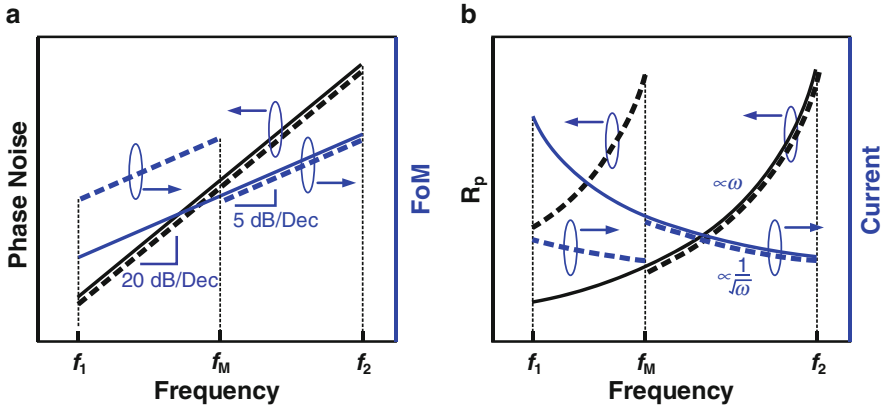 a
Phase Noise
FoM
20 dB/Dec
5 dB/Dec
f1
fM
f2
Frequency
b
Rp
Current
∝ω
∝ 1/√ω
f1
fM
f2
Frequency